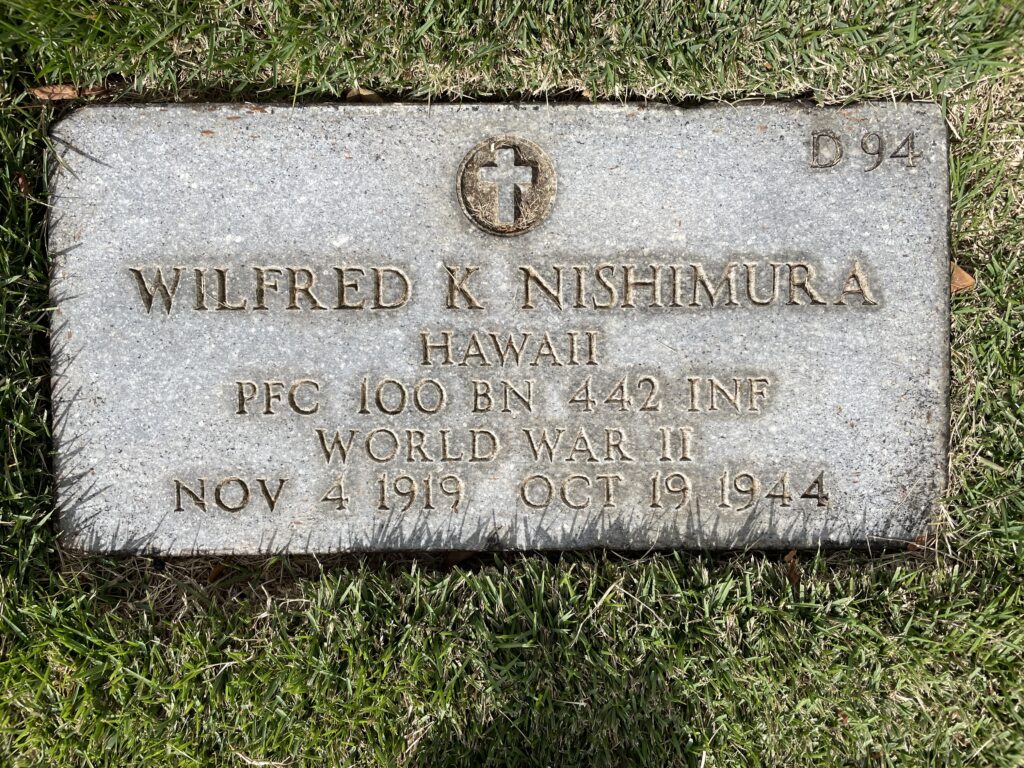 D 94
WILFRED K NISHIMURA
HAWAII
PFC 100 BN 442 INF
WORLD WAR II
NOV 4 1919 OCT 19 1944